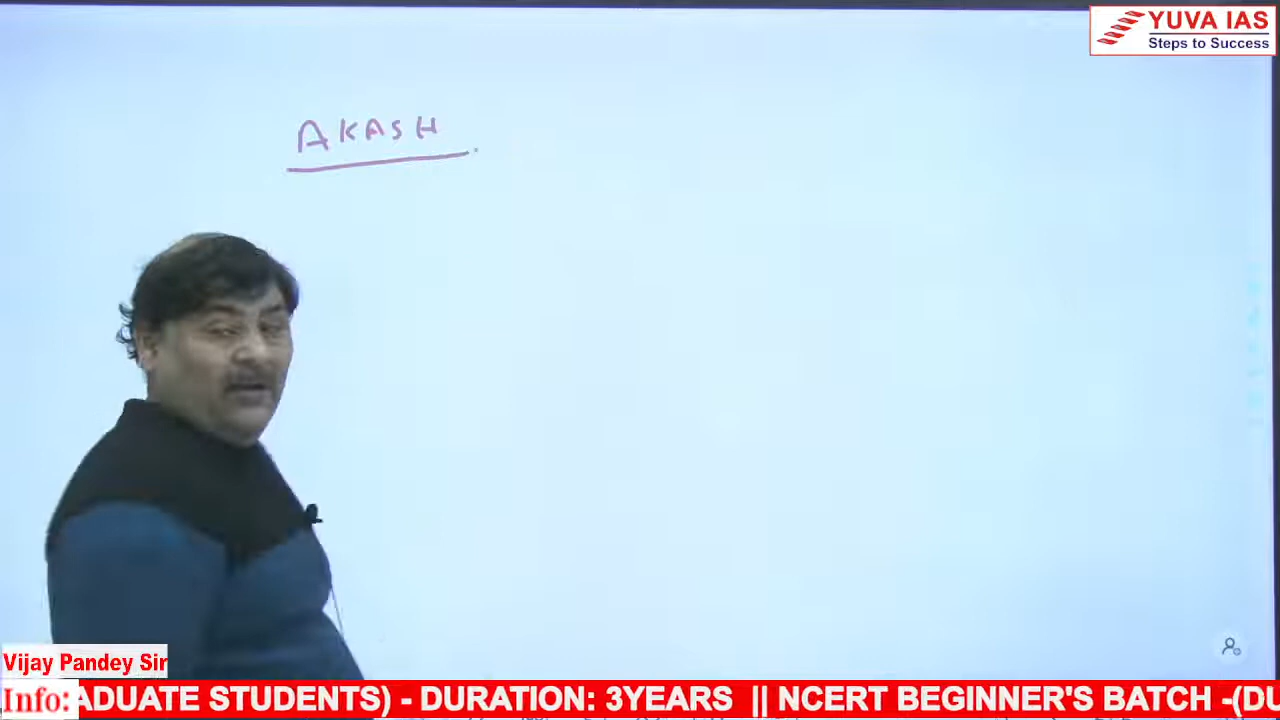 YUVA IAS
Steps to Success
AKASH
Vijay Pandey Sir
Info: ADUATE STUDENTS) - DURATION: 3YEARS || NCERT BEGINNER'S BATCH -(DU